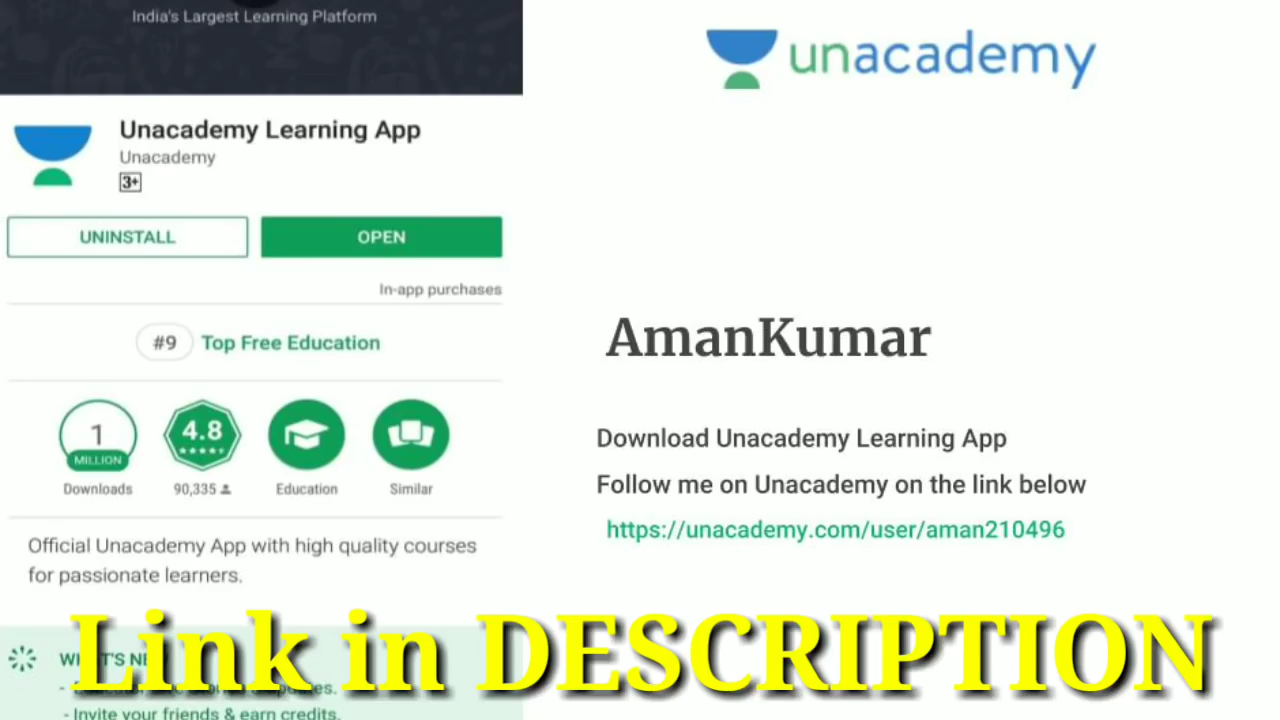 India's Largest Learning Platform
Unacademy Learning App
Unacademy
3+
UNINSTALL
OPEN
In-app purchases
#9 Top Free Education
1
MILLION
4.8
Downloads
90,335
Education
Similar
Official Unacademy App with high quality courses
for passionate learners.
WHAT'S NE
- Invite your friends & earn credits.
unacademy
AmanKumar
Download Unacademy Learning App
Follow me on Unacademy on the link below
https://unacademy.com/user/aman210496
Link in DESCRIPTION